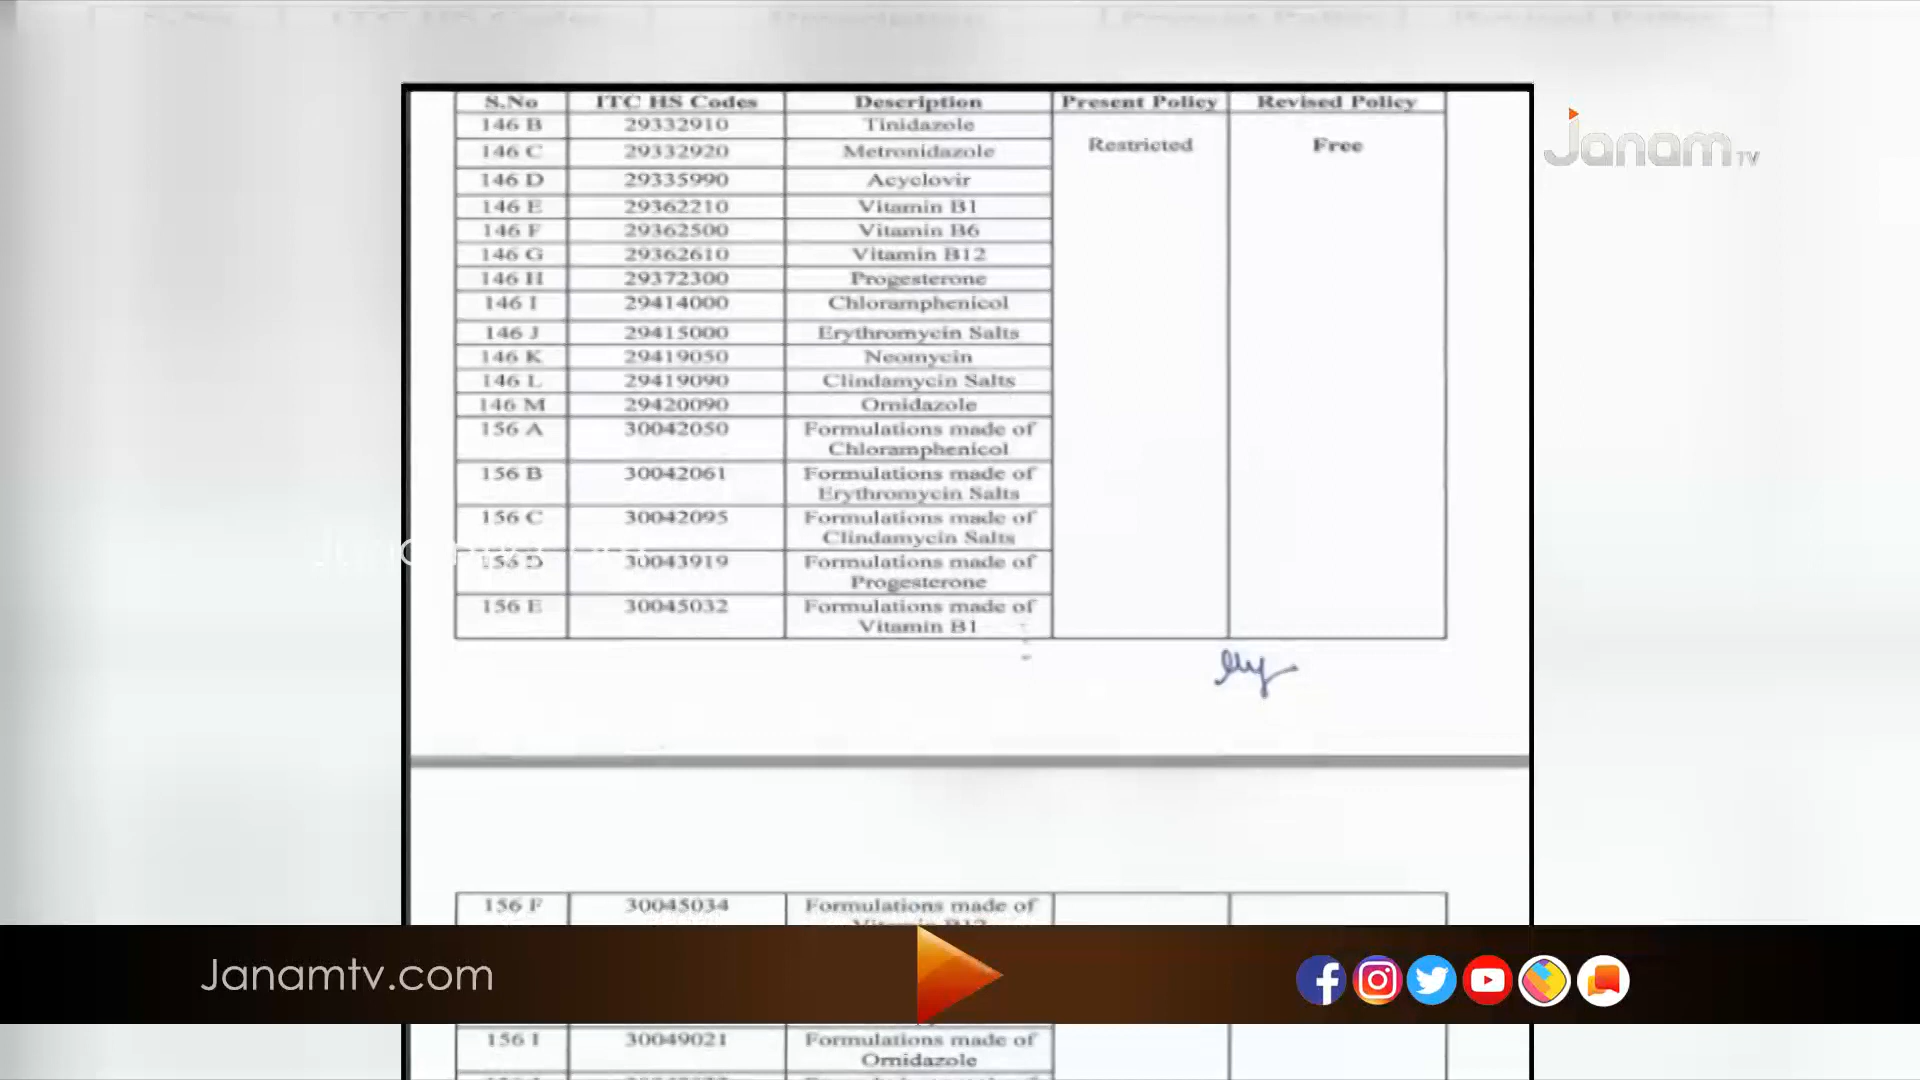 S.No ITC HS Codes Description Present Policy Revised Policy
146 B 29332910 Tinidazole Restricted Free
146 C 29332920 Metronidazole
146 D 29335990 Acyclovir
146 E 29362210 Vitamin B1
146 F 29362500 Vitamin B6
146 G 29362610 Vitamin B12
146 H 29372300 Progesterone
146 I 29414000 Chloramphenicol
146 J 29415000 Erythromycin Salts
146 K 29419050 Neomycin
146 L 29419090 Clindamycin Salts
146 M 29420090 Ornidazole
156 A 30042050 Formulations made of
Chloramphenicol
156 B 30042061 Formulations made of
Erythromycin Salts
156 C 30042095 Formulations made of
Clindamycin Salts
156 D 30043919 Formulations made of
Progesterone
156 E 30045032 Formulations made of
Vitamin B1
156 F 30045034 Formulations made of
Vitamin B12
156 I 30049021 Formulations made of
Ornidazole
Janam TV
Janamtv.com